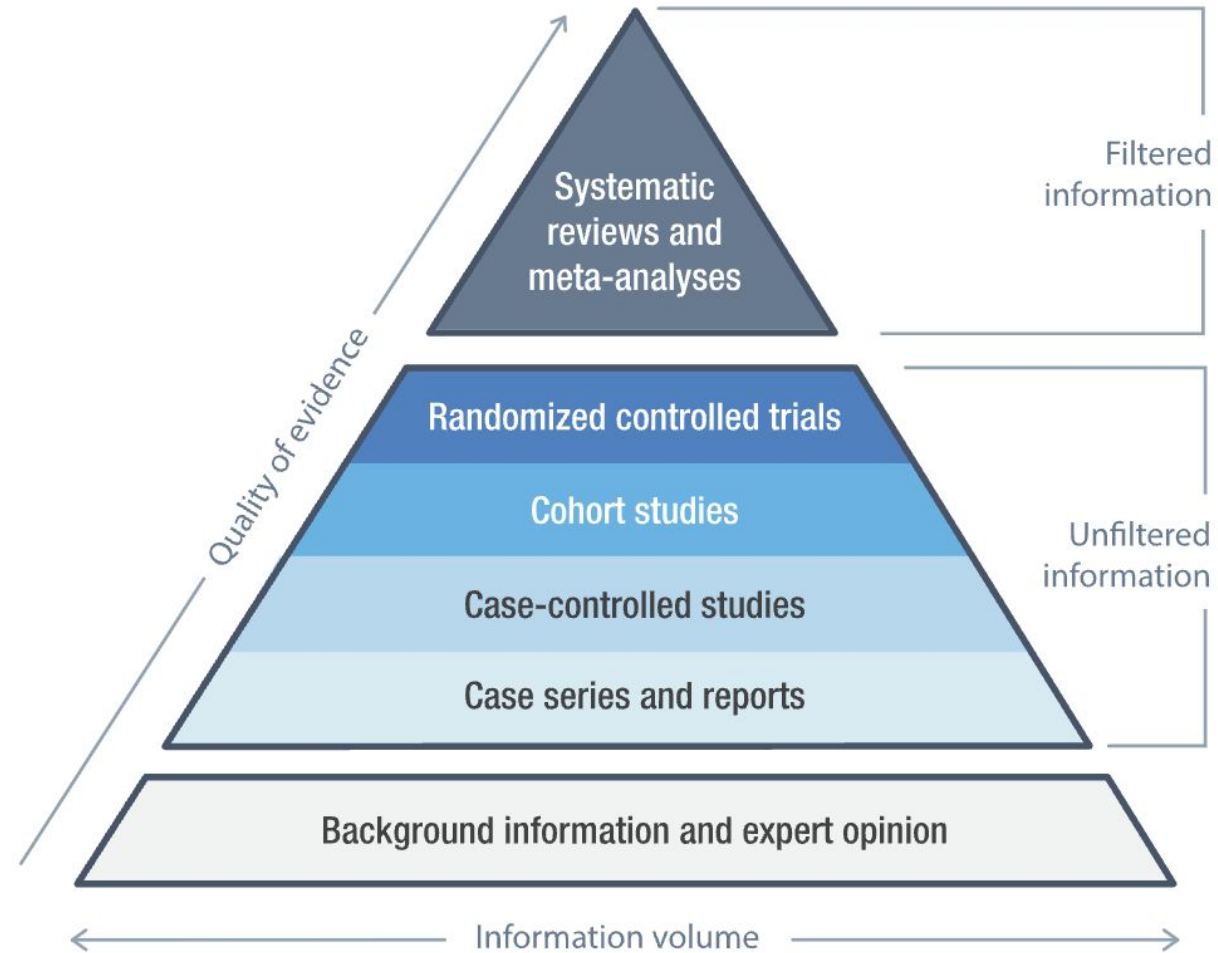 Systematic
reviews and
meta-analyses
Filtered
information
Quality of evidence
Randomized controlled trials
Cohort studies
Case-controlled studies
Case series and reports
Unfiltered
information
Background information and expert opinion
Information volume